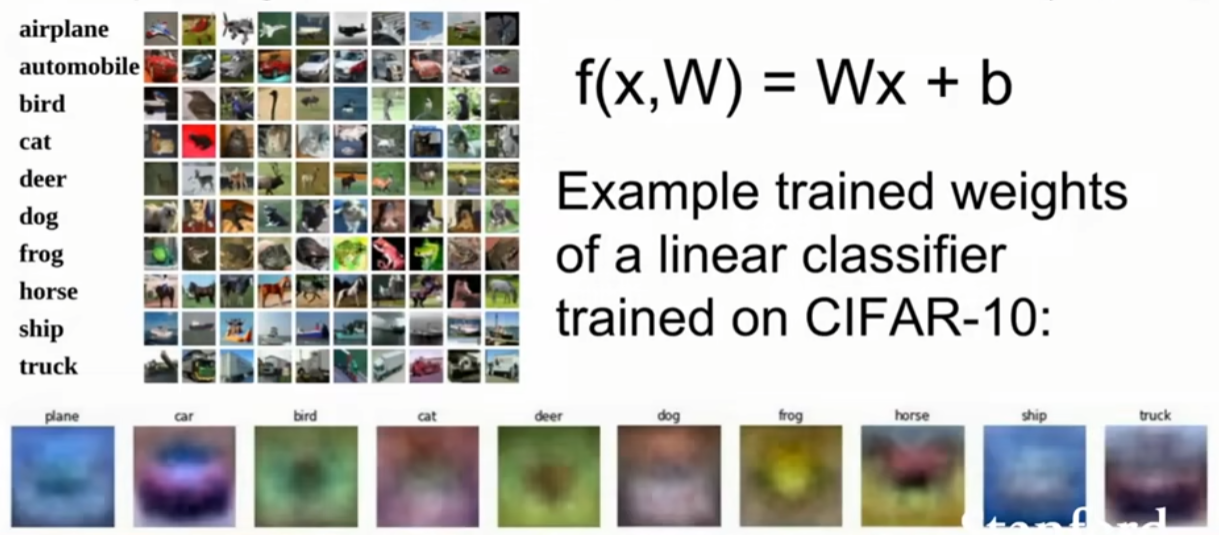 airplane
automobile
bird
cat
deer
dog
frog
horse
ship
truck
f(x,W) = Wx + b
Example trained weights
of a linear classifier
trained on CIFAR-10:
plane car bird cat deer dog frog horse ship truck
Stanford